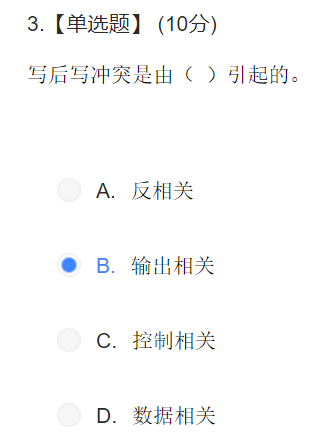 3.【单选题】 (10分)
写后写冲突是由（ ）引起的。
A. 反相关
B. 输出相关
C. 控制相关
D. 数据相关